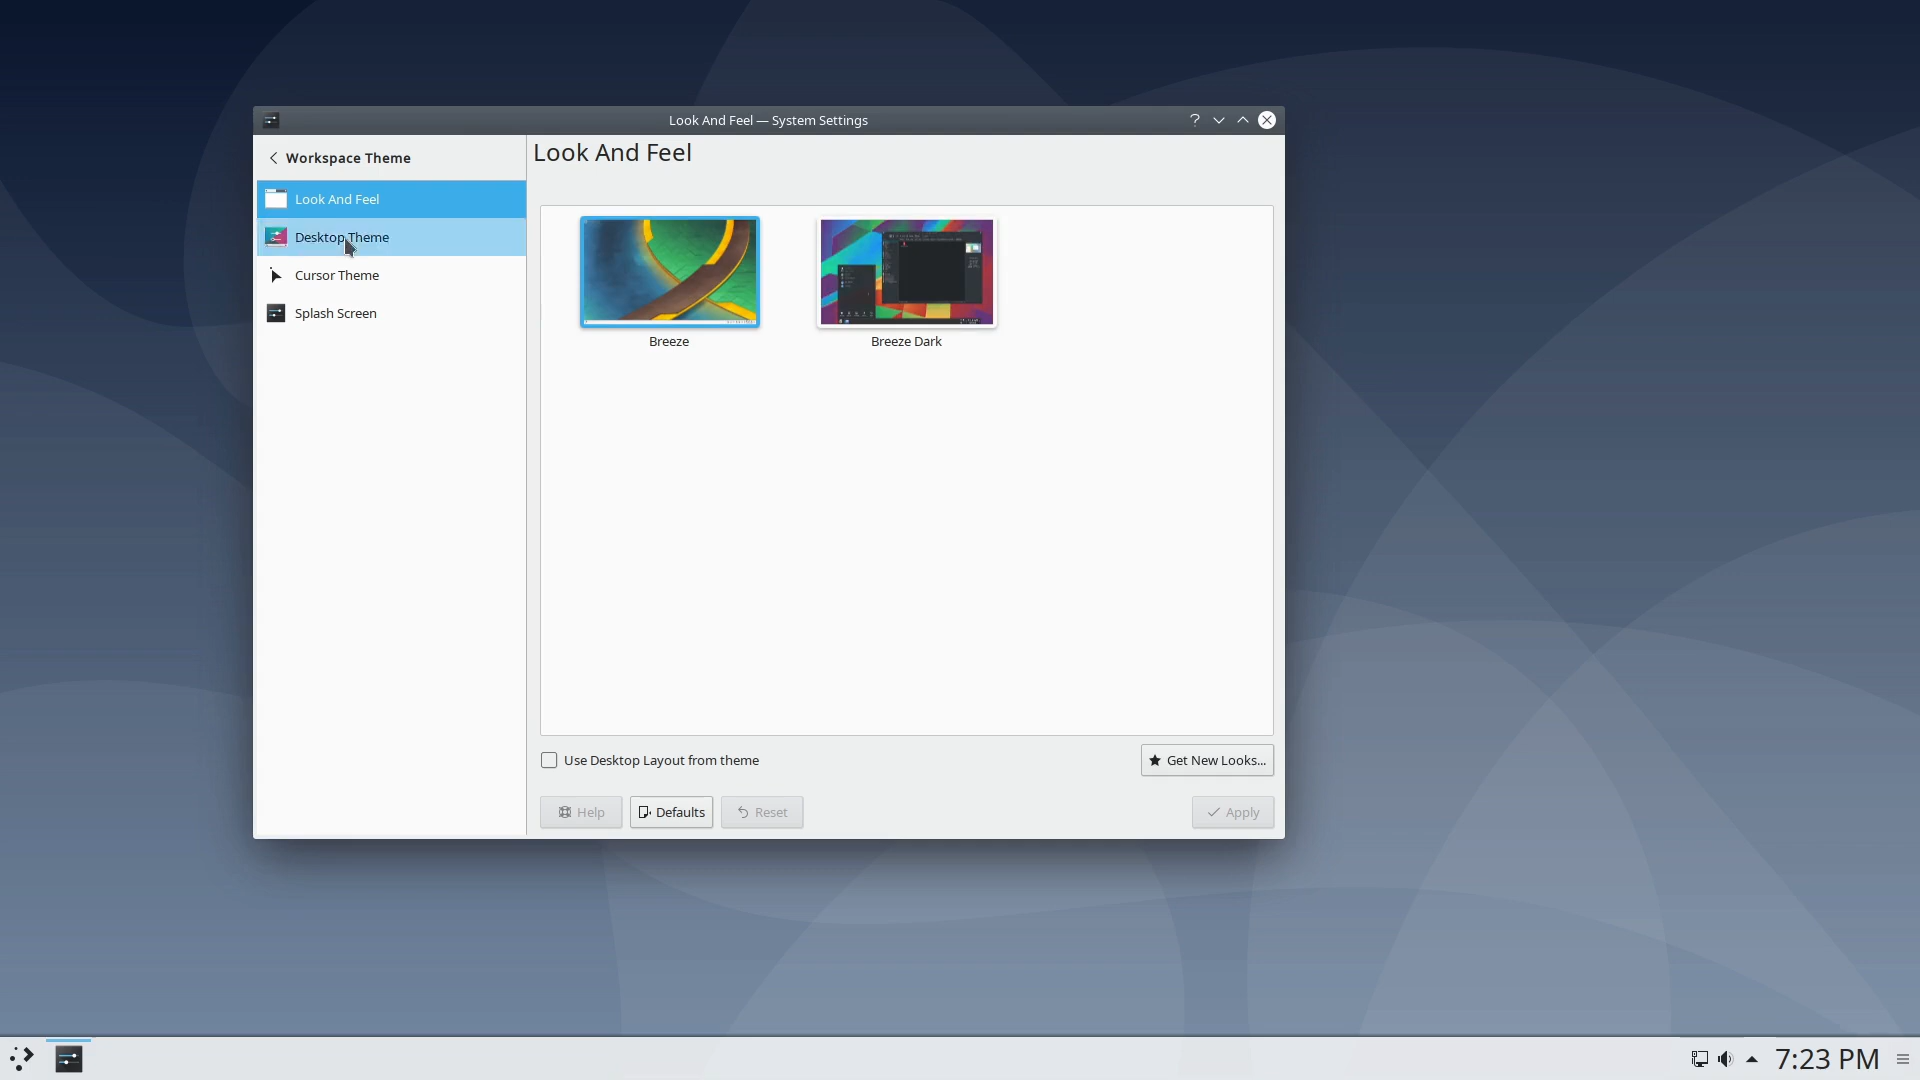 Look And Feel — System Settings
Workspace Theme
Look And Feel
Desktop Theme
Cursor Theme
Splash Screen
Look And Feel
Breeze
Breeze Dark
Use Desktop Layout from theme
Get New Looks...
Help
Defaults
Reset
Apply
7:23 PM